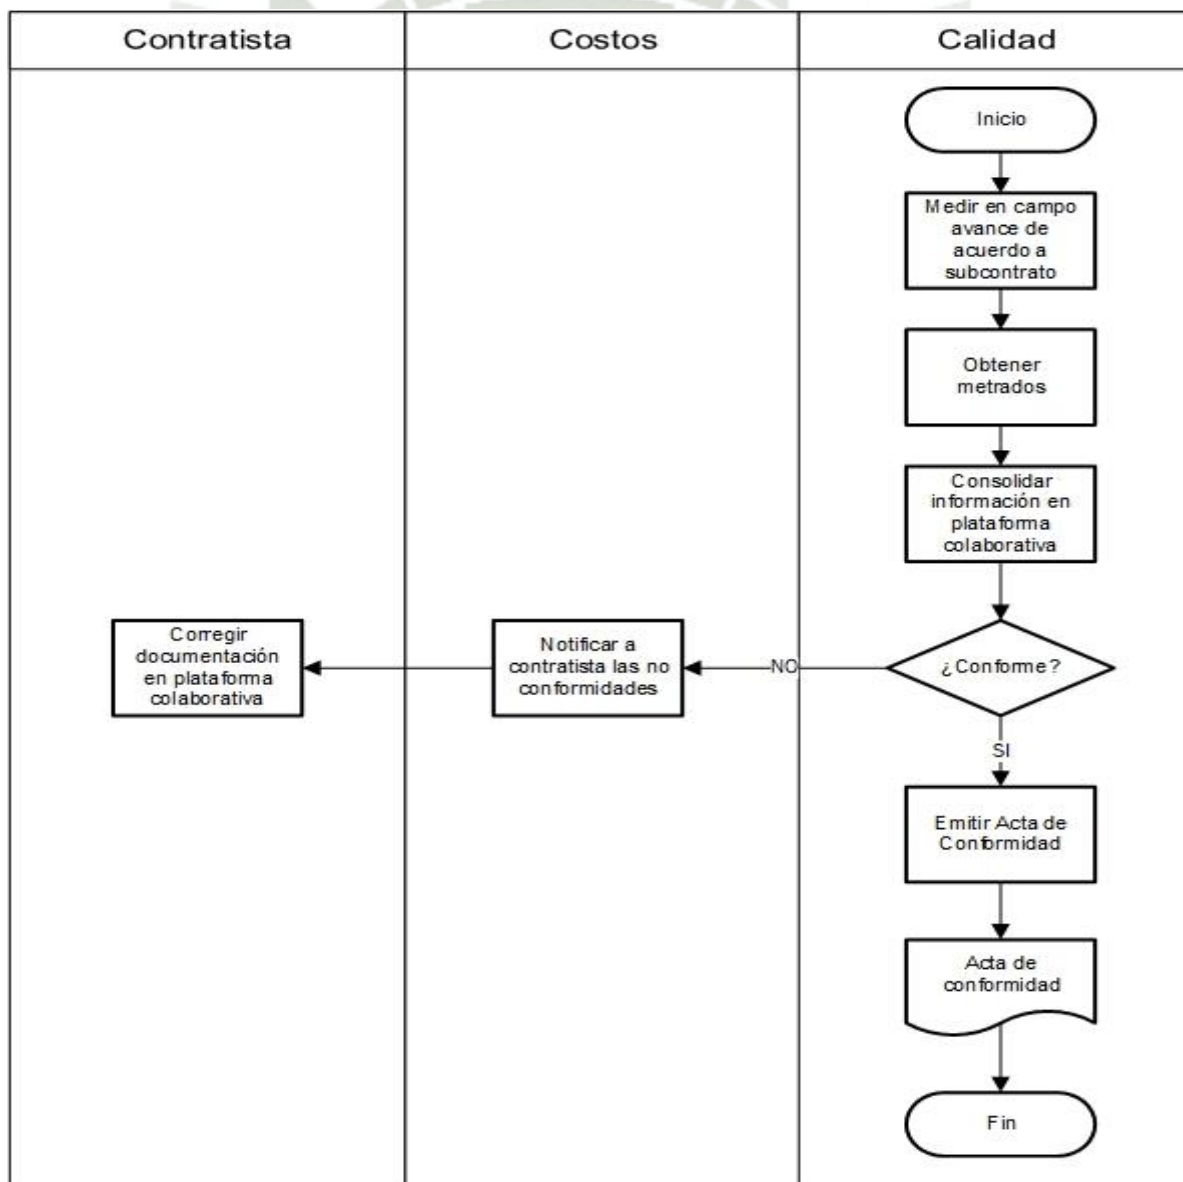 Contratista
Costos
Calidad
Inicio
Medir en campo
avance de
acuerdo a
subcontrato
Obtener
metrados
Consolidar
información en
plataforma
colaborativa
¿Conforme?
NO
Notificar a
contratista las no
conformidades
Corregir
documentación
en plataforma
colaborativa
SI
Emitir Acta de
Conformidad
Acta de
conformidad
Fin